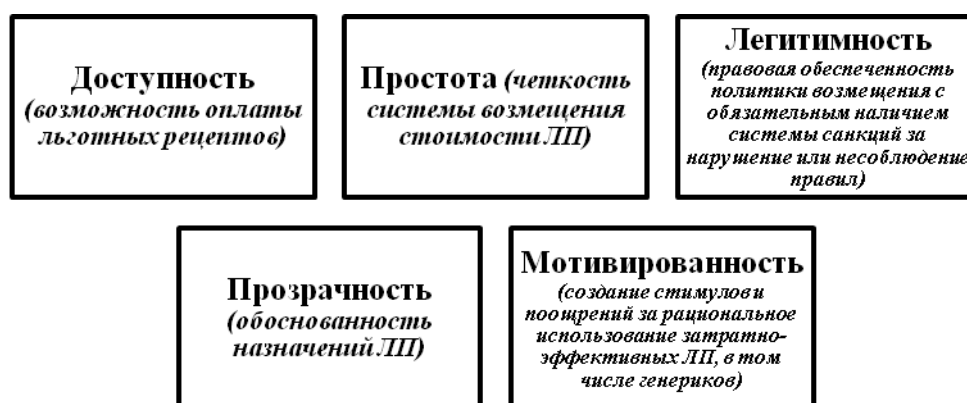 Доступность
(возможность оплаты
льготных рецептов)
Простота (четкость
системы возмещения
стоимости ЛП)
Легитимность
(правовая обеспеченность
политики возмещения с
обязательным наличием
системы санкций за
нарушение или несоблюдение
правил)
Прозрачность
(обоснованность
назначений ЛП)
Мотивированность
(создание стимулов и
поощрений за рациональное
использование затратно-
эффективных ЛП, в том
числе генериков)